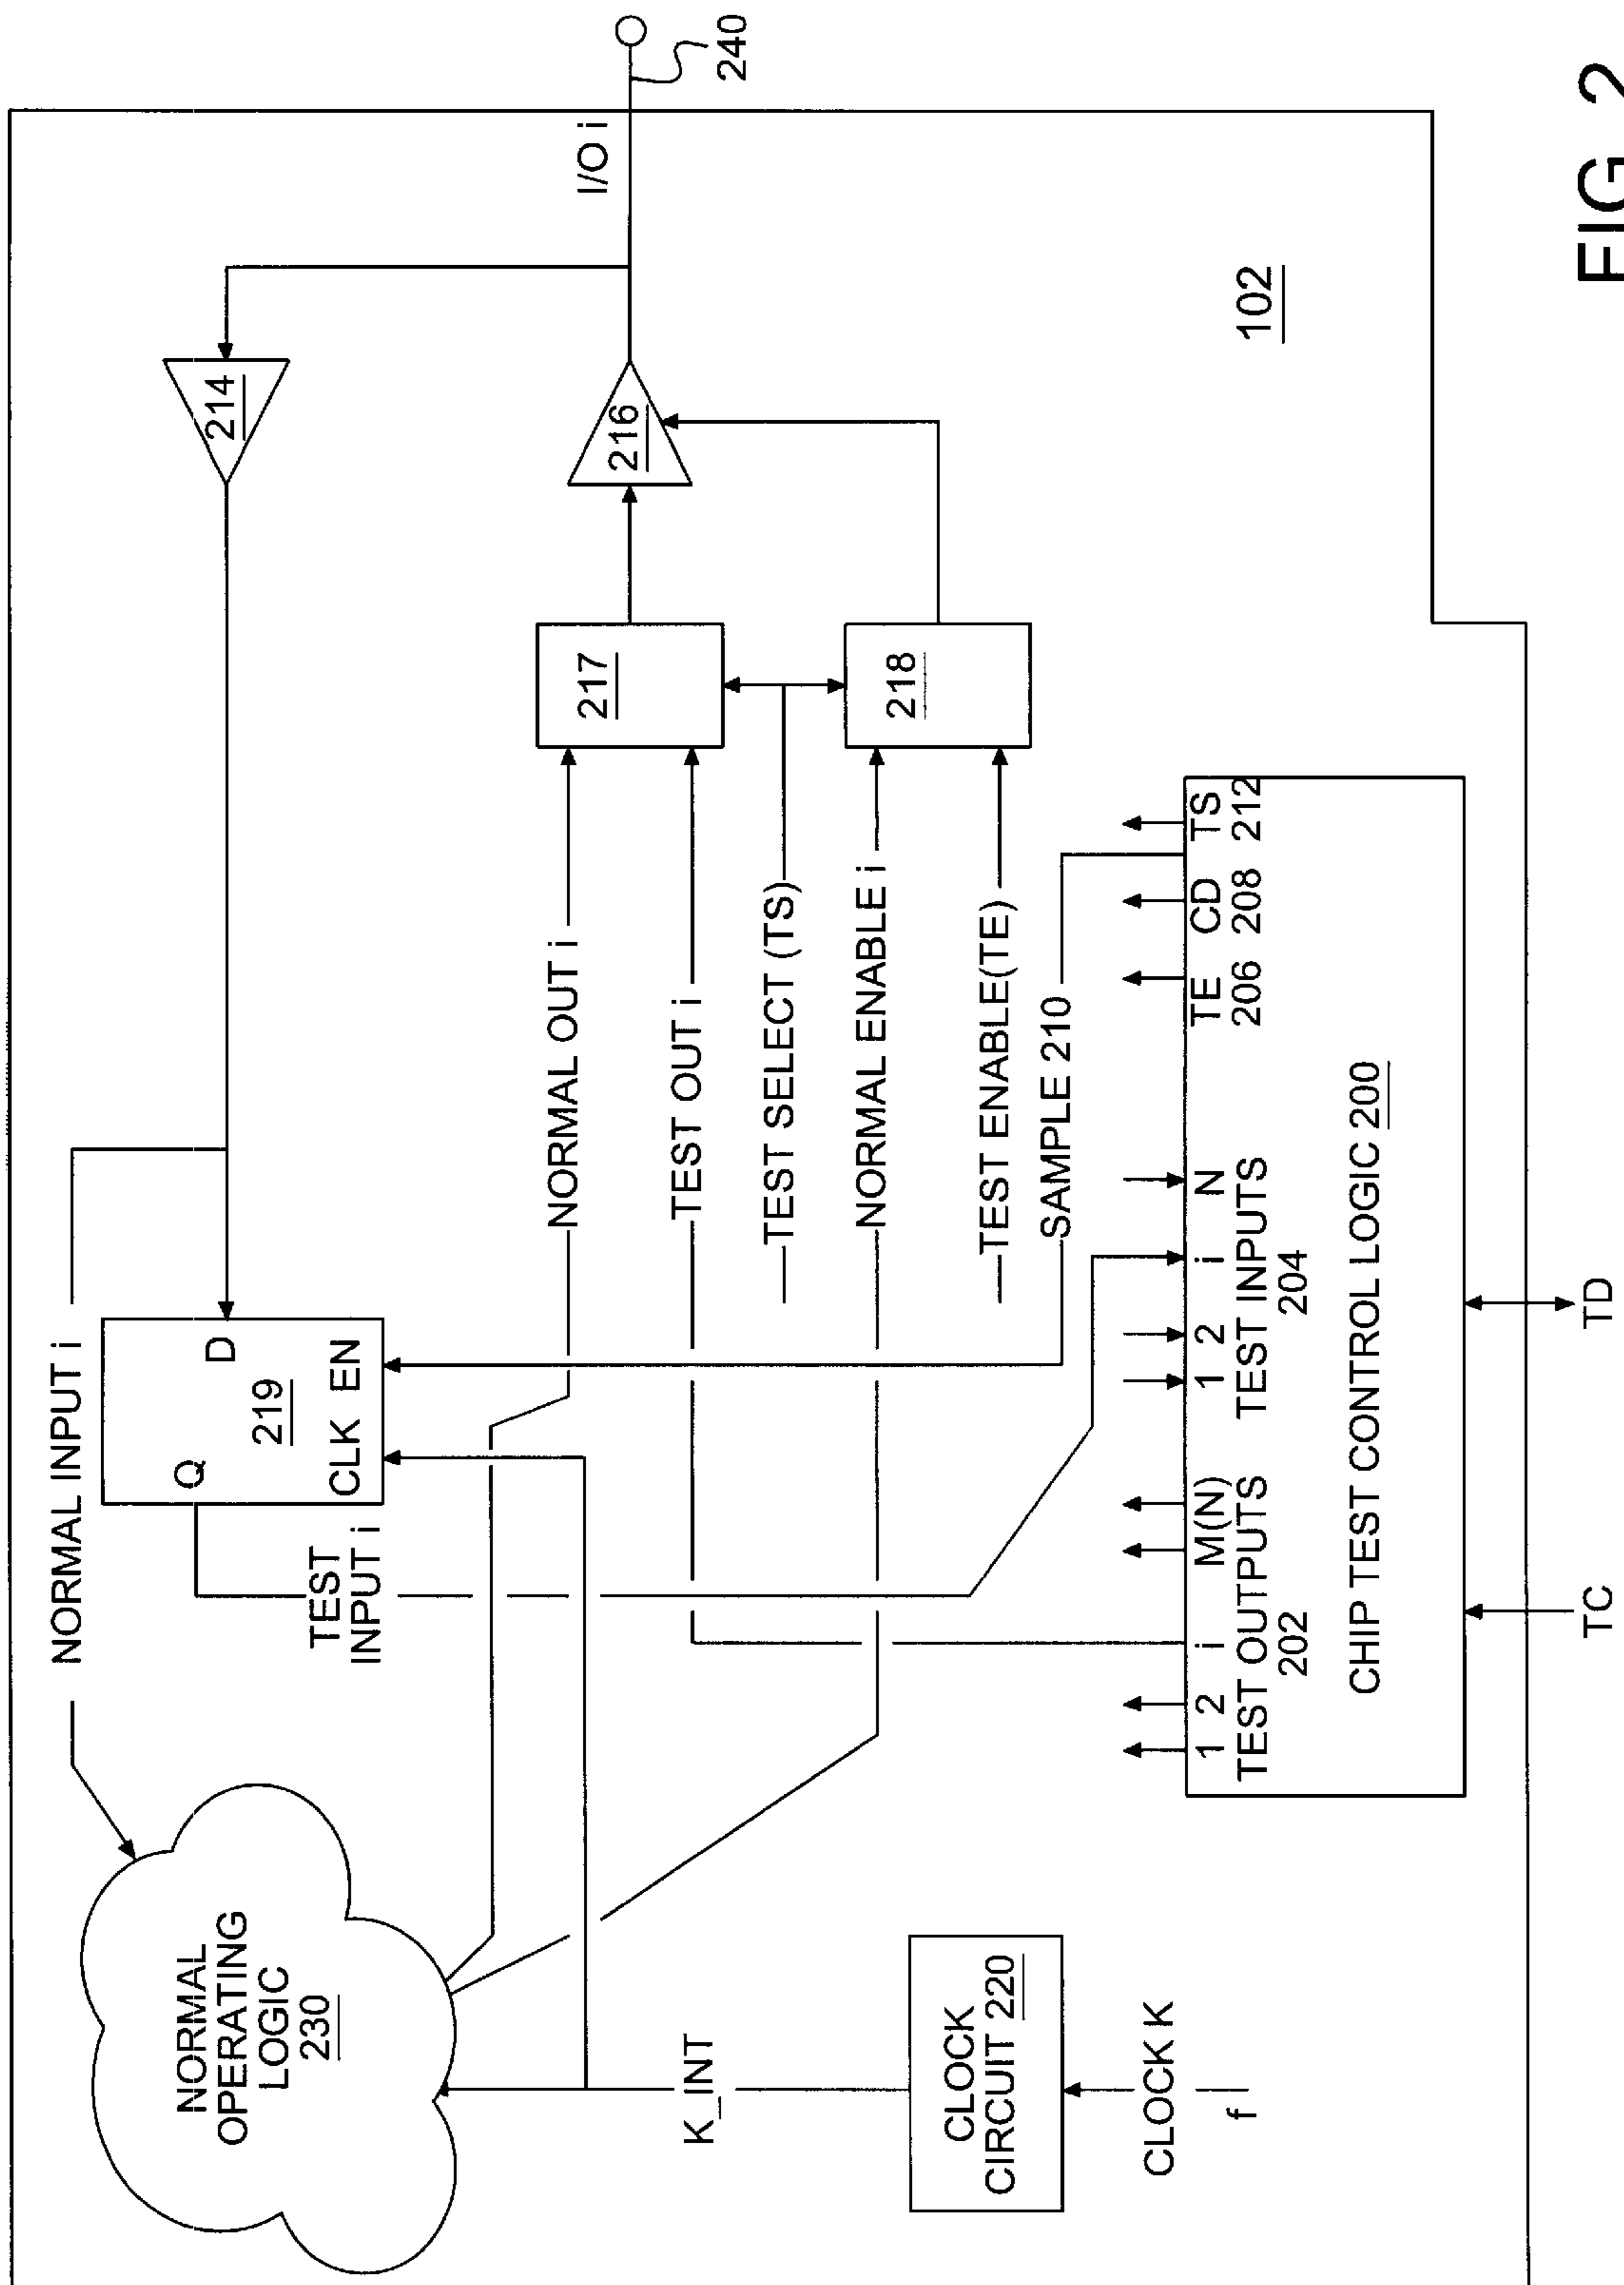 NORMAL INPUT i
NORMAL
OPERATING
LOGIC
230
Q
D
219
CLK EN
TEST
INPUT i
214
NORMAL OUT i
TEST OUT i
TEST SELECT (TS)
NORMAL ENABLE i
TEST ENABLE(TE)
SAMPLE 210
217
218
216
I/O i
240
K_INT
CLOCK
CIRCUIT 220
CLOCK K
f
1 2 i M(N)
TEST OUTPUTS
202
1 2 i N
TEST INPUTS
204
TE CD TS
206 208 212
CHIP TEST CONTROL LOGIC 200
102
TC
TD
FIG. 2